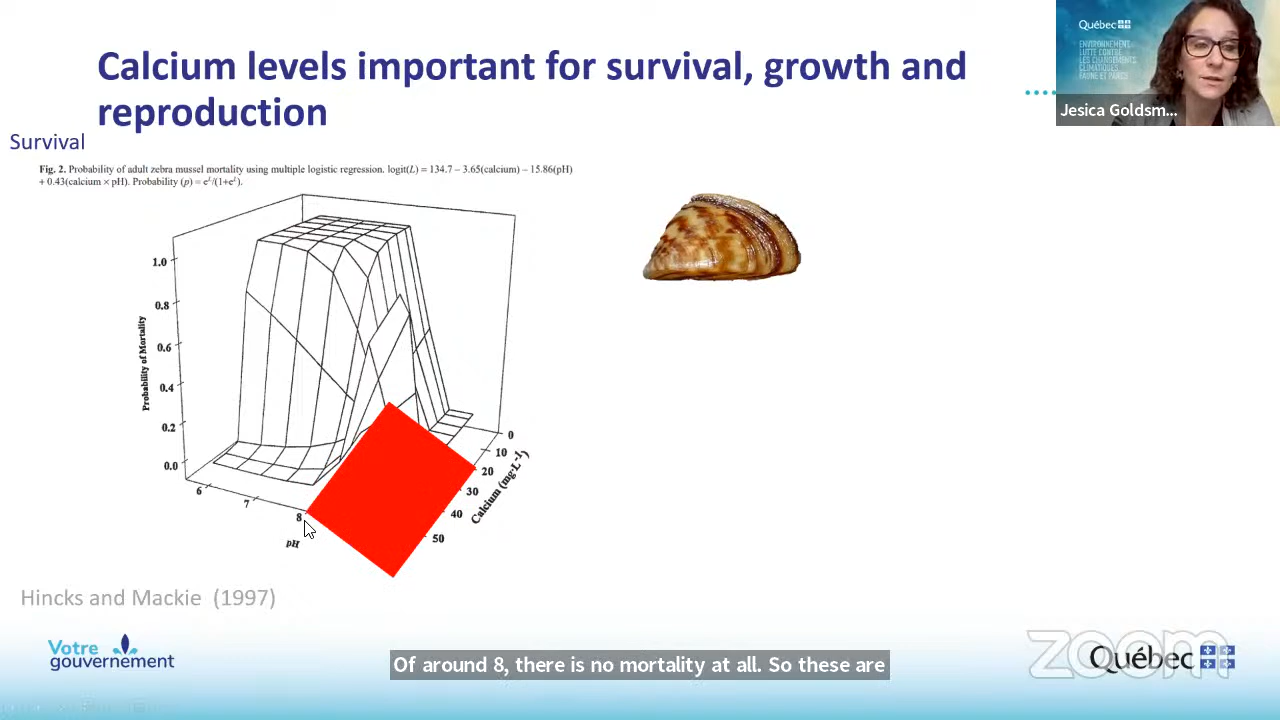 Calcium levels important for survival, growth and
reproduction
Survival
Fig. 2. Probability of adult zebra mussel mortality using multiple logistic regression. logit(L) = 134.7 – 3.65(calcium) – 15.86(pH)
+ 0.43(calcium × pH). Probability (p) = eᴸ/(1+eᴸ).
1.0
0.8
0.6
0.4
0.2
0.0
Probability of Mortality
6
7
8
pH
0
10
20
30
40
50
Calcium (mg·L⁻¹)
Hincks and Mackie (1997)
Votre
gouvernement
Of around 8, there is no mortality at all. So these are
zoom
Québec
Québec
ENVIRONNEMENT,
LUTTE CONTRE
LES CHANGEMENTS
CLIMATIQUES,
FAUNE ET PARCS
Jesica Goldsm...